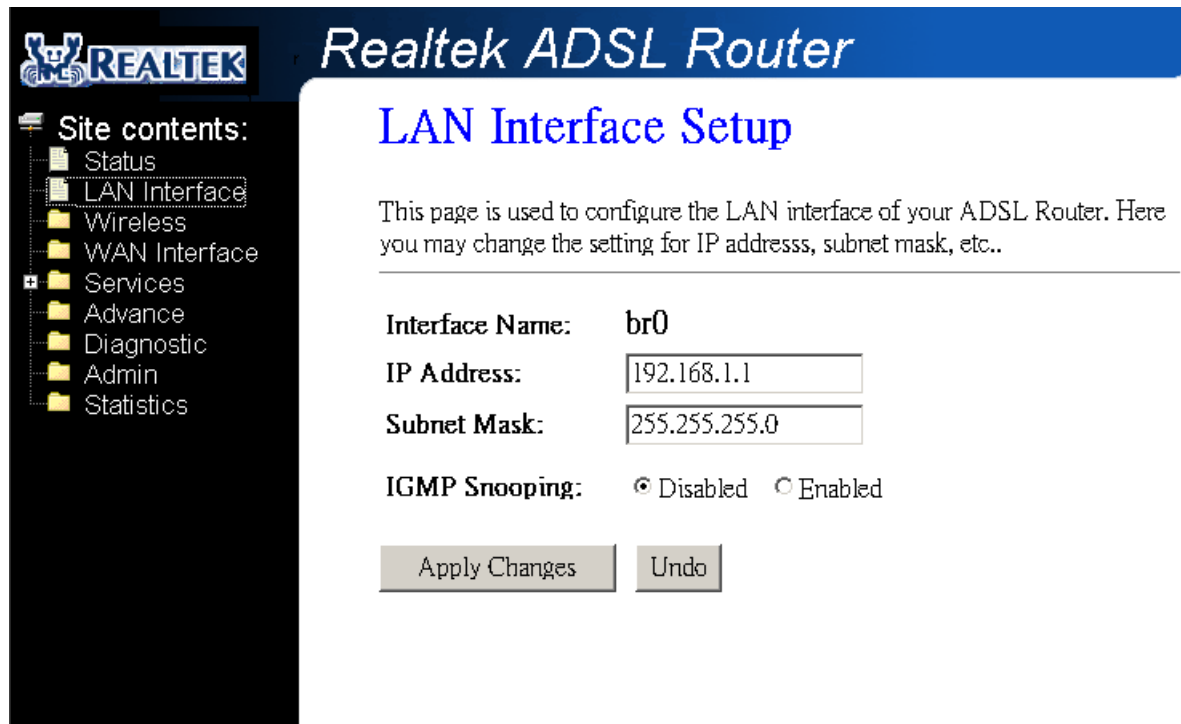 REALTEK
Realtek ADSL Router
Site contents:
Status
LAN Interface
Wireless
WAN Interface
Services
Advance
Diagnostic
Admin
Statistics
LAN Interface Setup
This page is used to configure the LAN interface of your ADSL Router. Here
you may change the setting for IP addresss, subnet mask, etc..
Interface Name: br0
IP Address: 192.168.1.1
Subnet Mask: 255.255.255.0
IGMP Snooping: Disabled Enabled
Apply Changes Undo